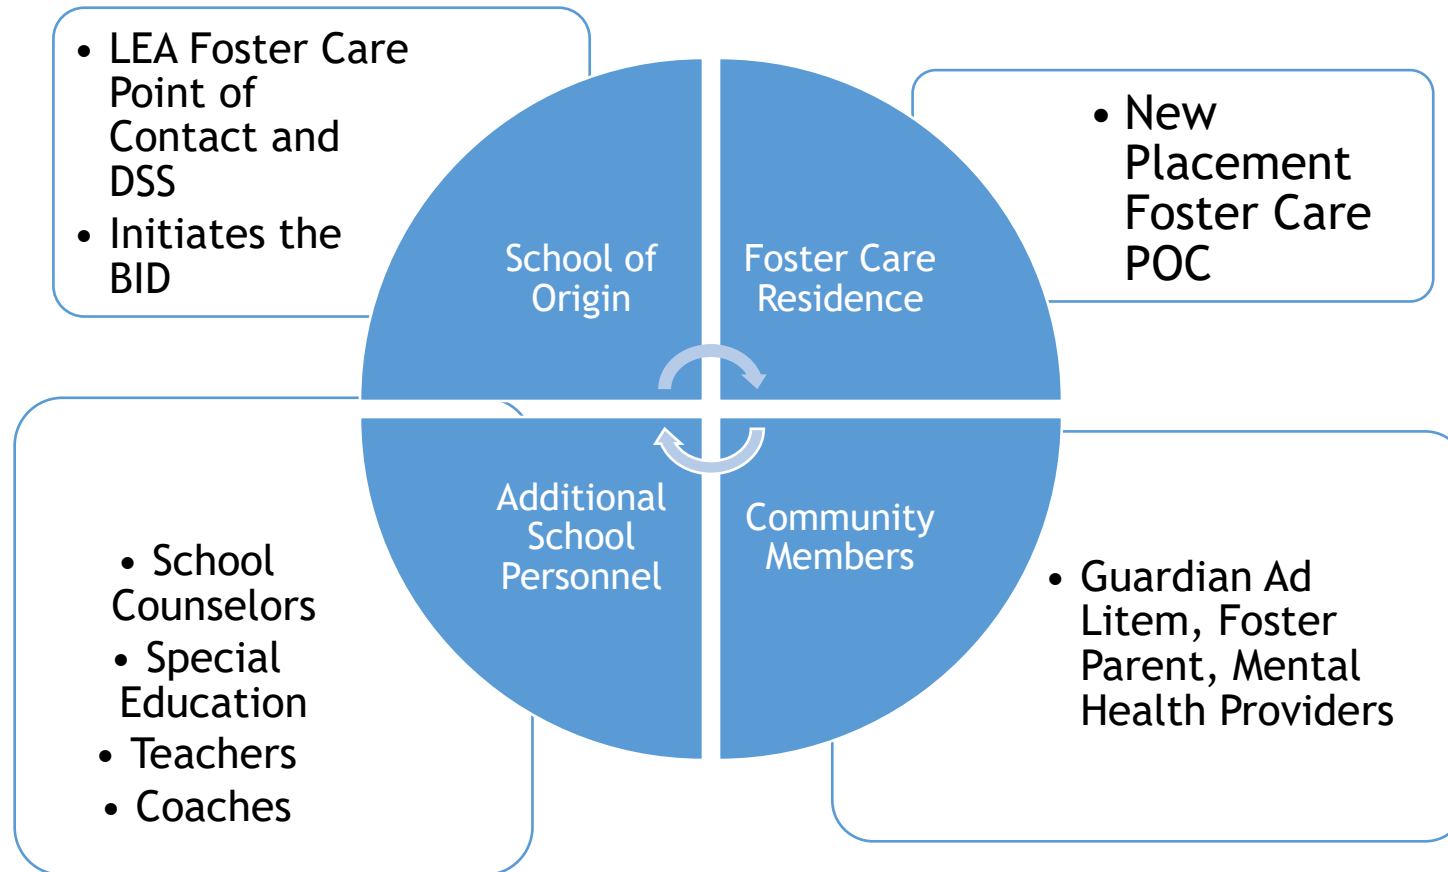 • LEA Foster Care
Point of
Contact and
DSS
• Initiates the
BID
School of
Origin
Foster Care
Residence
• New
Placement
Foster Care
POC
• School
Counselors
• Special
Education
• Teachers
• Coaches
Additional
School
Personnel
Community
Members
• Guardian Ad
Litem, Foster
Parent, Mental
Health Providers